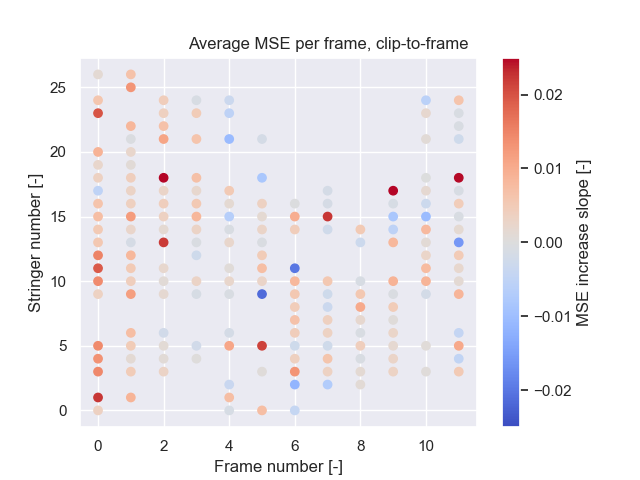 Average MSE per frame, clip-to-frame
25
20
15
10
5
0
Stringer number [-]
0 2 4 6 8 10
Frame number [-]
0.02
0.01
0.00
−0.01
−0.02
MSE increase slope [-]